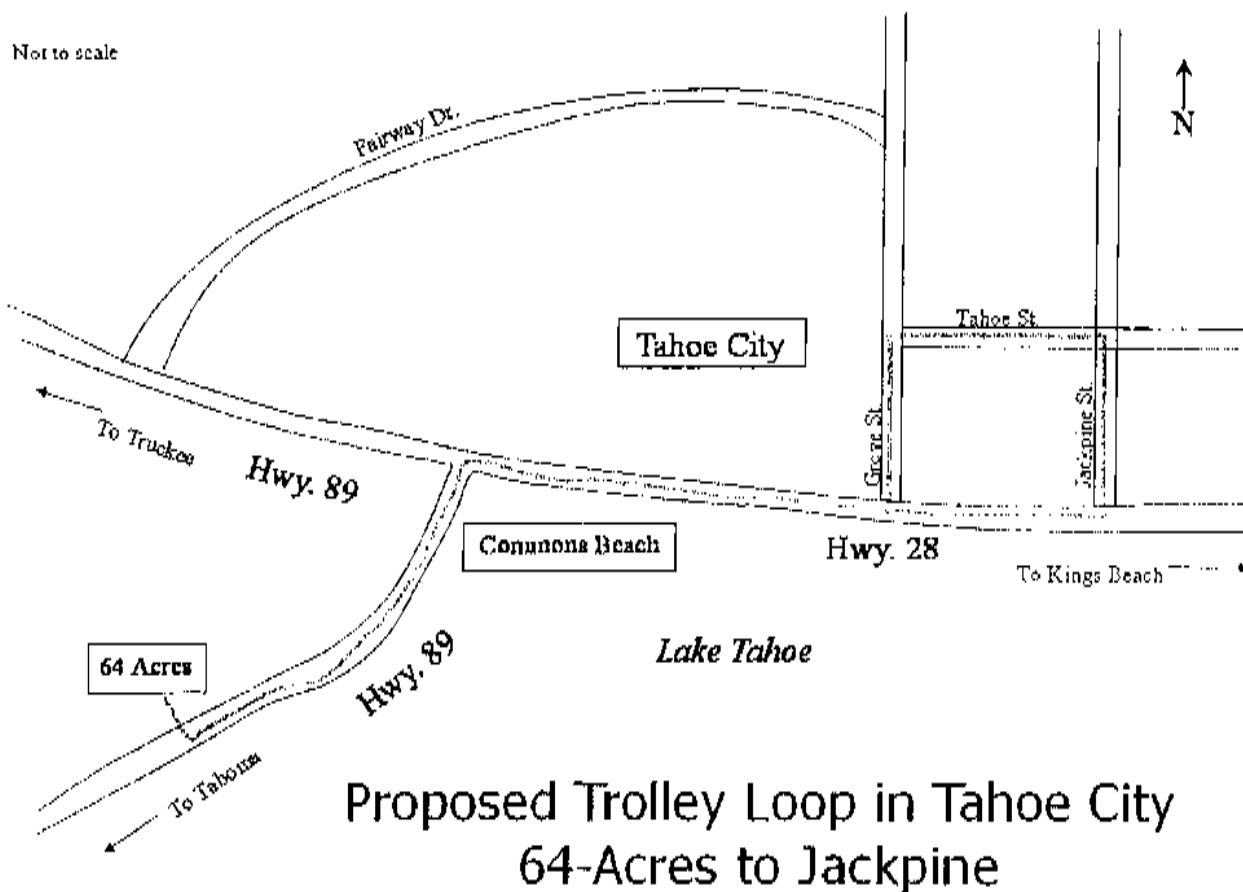 Not to scale
N
Fairway Dr.
Tahoe St.
Tahoe City
Grove St.
Jackpine St.
To Truckee
Hwy. 89
Commons Beach
Hwy. 28
To Kings Beach
Lake Tahoe
64 Acres
Hwy. 89
To Tahoma
Proposed Trolley Loop in Tahoe City
64-Acres to Jackpine